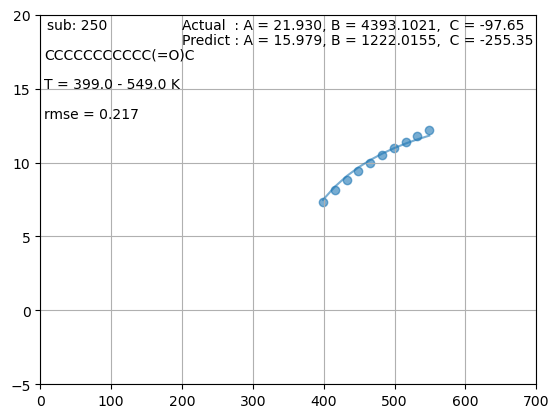 sub: 250
Actual : A = 21.930, B = 4393.1021, C = -97.65
Predict : A = 15.979, B = 1222.0155, C = -255.35
CCCCCCCCCCC(=O)C
T = 399.0 - 549.0 K
rmse = 0.217
20
15
10
5
0
−5
0 100 200 300 400 500 600 700